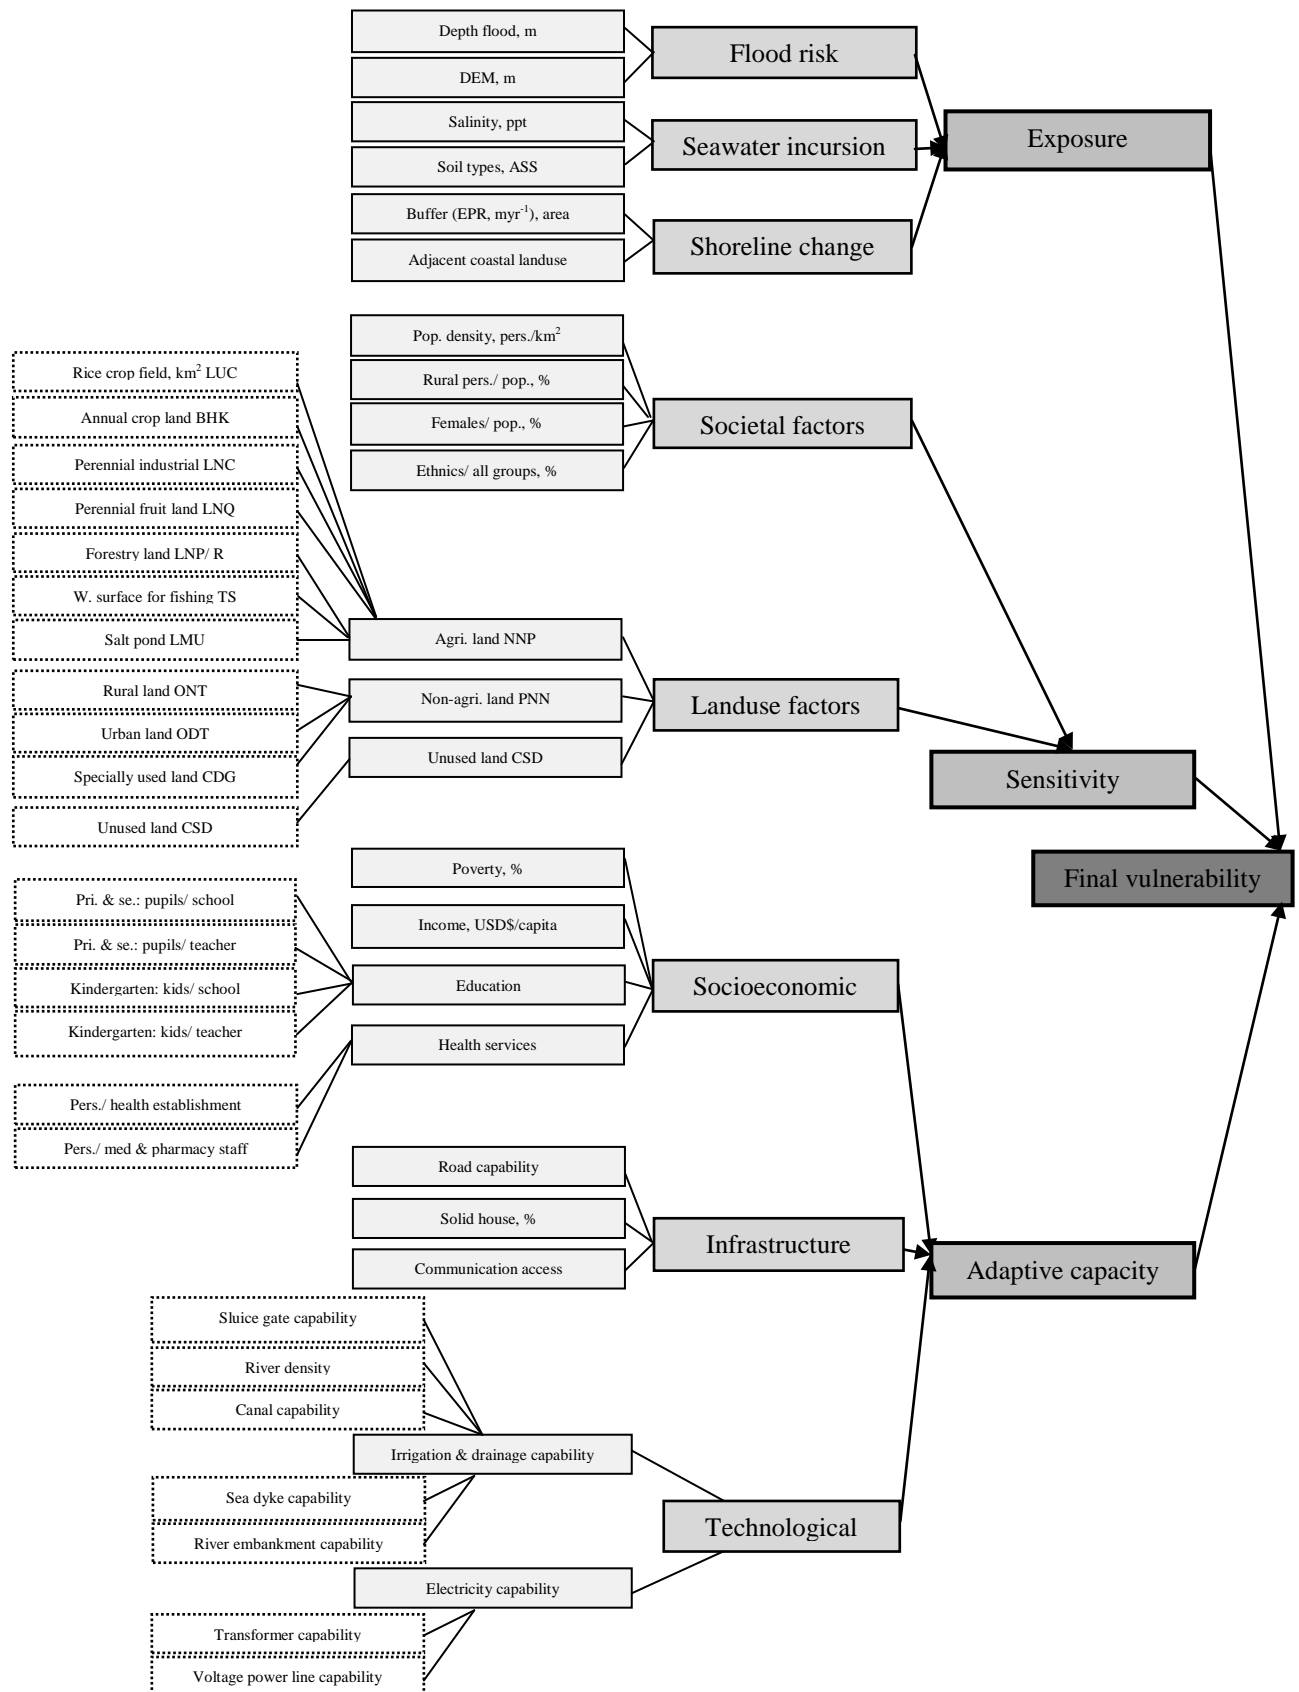 Depth flood, m
DEM, m
Flood risk
Salinity, ppt
Soil types, ASS
Seawater incursion
Buffer (EPR, myr⁻¹), area
Adjacent coastal landuse
Shoreline change
Exposure
Pop. density, pers./km²
Rural pers./ pop., %
Females/ pop., %
Ethnics/ all groups, %
Societal factors
Rice crop field, km² LUC
Annual crop land BHK
Perennial industrial LNC
Perennial fruit land LNQ
Forestry land LNP/ R
W. surface for fishing TS
Salt pond LMU
Rural land ONT
Urban land ODT
Specially used land CDG
Unused land CSD
Agri. land NNP
Non-agri. land PNN
Unused land CSD
Landuse factors
Sensitivity
Final vulnerability
Poverty, %
Income, USD$/capita
Pri. & se.: pupils/ school
Pri. & se.: pupils/ teacher
Kindergarten: kids/ school
Kindergarten: kids/ teacher
Education
Health services
Pers./ health establishment
Pers./ med & pharmacy staff
Socioeconomic
Road capability
Solid house, %
Communication access
Infrastructure
Adaptive capacity
Sluice gate capability
River density
Canal capability
Irrigation & drainage capability
Sea dyke capability
River embankment capability
Technological
Electricity capability
Transformer capability
Voltage power line capability